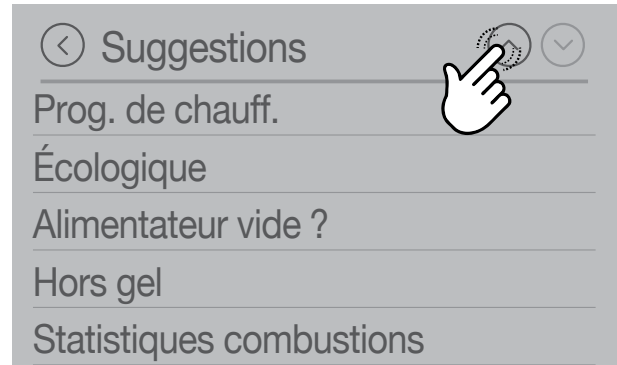 Suggestions
Prog. de chauff.
Écologique
Alimentateur vide ?
Hors gel
Statistiques combustions